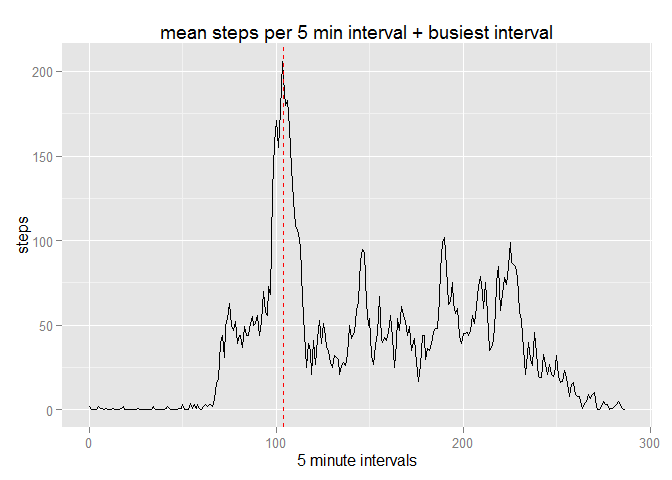 mean steps per 5 min interval + busiest interval
200
150
100
50
0
steps
0 100 200 300
5 minute intervals